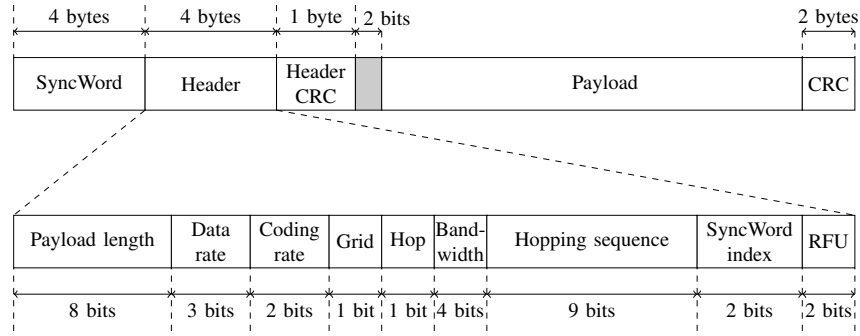 4 bytes 4 bytes 1 byte 2 bits 2 bytes
SyncWord Header Header CRC Payload CRC
Payload length Data rate Coding rate Grid Hop Band-width Hopping sequence SyncWord index RFU
8 bits 3 bits 2 bits 1 bit 1 bit 4 bits 9 bits 2 bits 2 bits